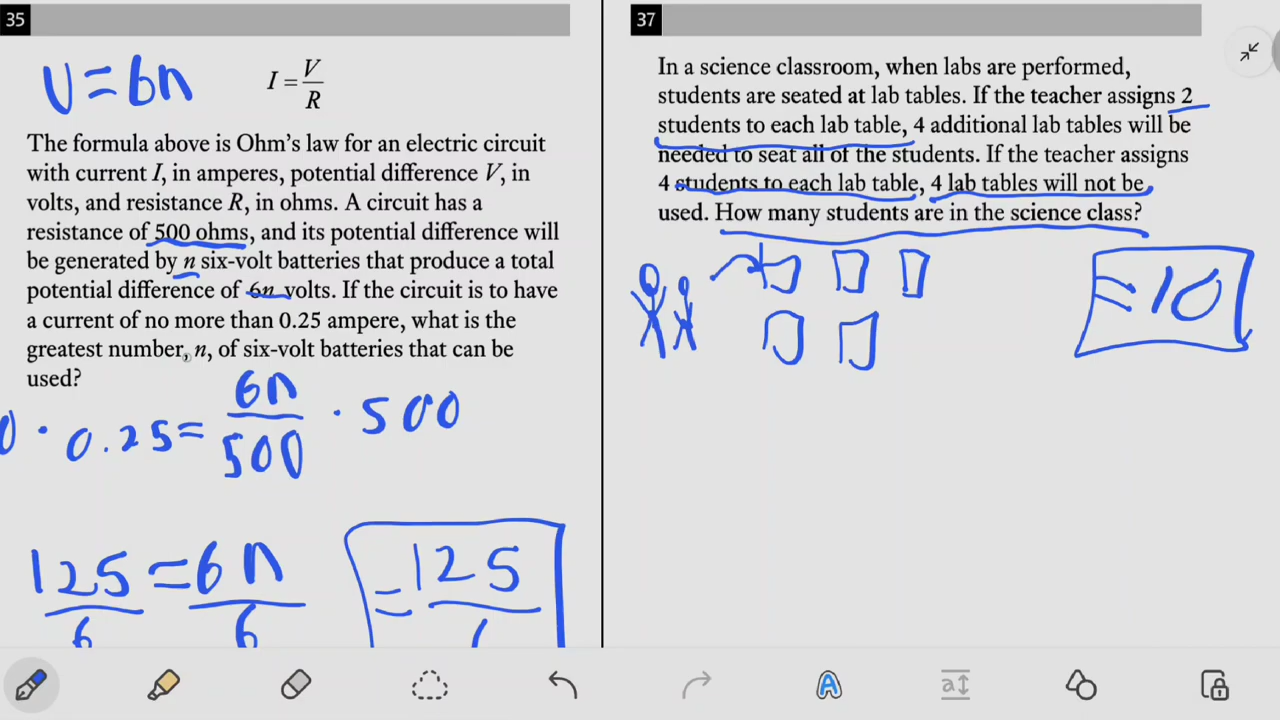 35
V=6n
I = V/R
The formula above is Ohm's law for an electric circuit
with current I, in amperes, potential difference V, in
volts, and resistance R, in ohms. A circuit has a
resistance of 500 ohms, and its potential difference will
be generated by n six-volt batteries that produce a total
potential difference of 6n volts. If the circuit is to have
a current of no more than 0.25 ampere, what is the
greatest number, n, of six-volt batteries that can be
used?
0 · 0.25 = 6n/500 · 500
125/6 = 6n/6
= 125/
37
In a science classroom, when labs are performed,
students are seated at lab tables. If the teacher assigns 2
students to each lab table, 4 additional lab tables will be
needed to seat all of the students. If the teacher assigns
4 students to each lab table, 4 lab tables will not be
used. How many students are in the science class?
=10
A
a